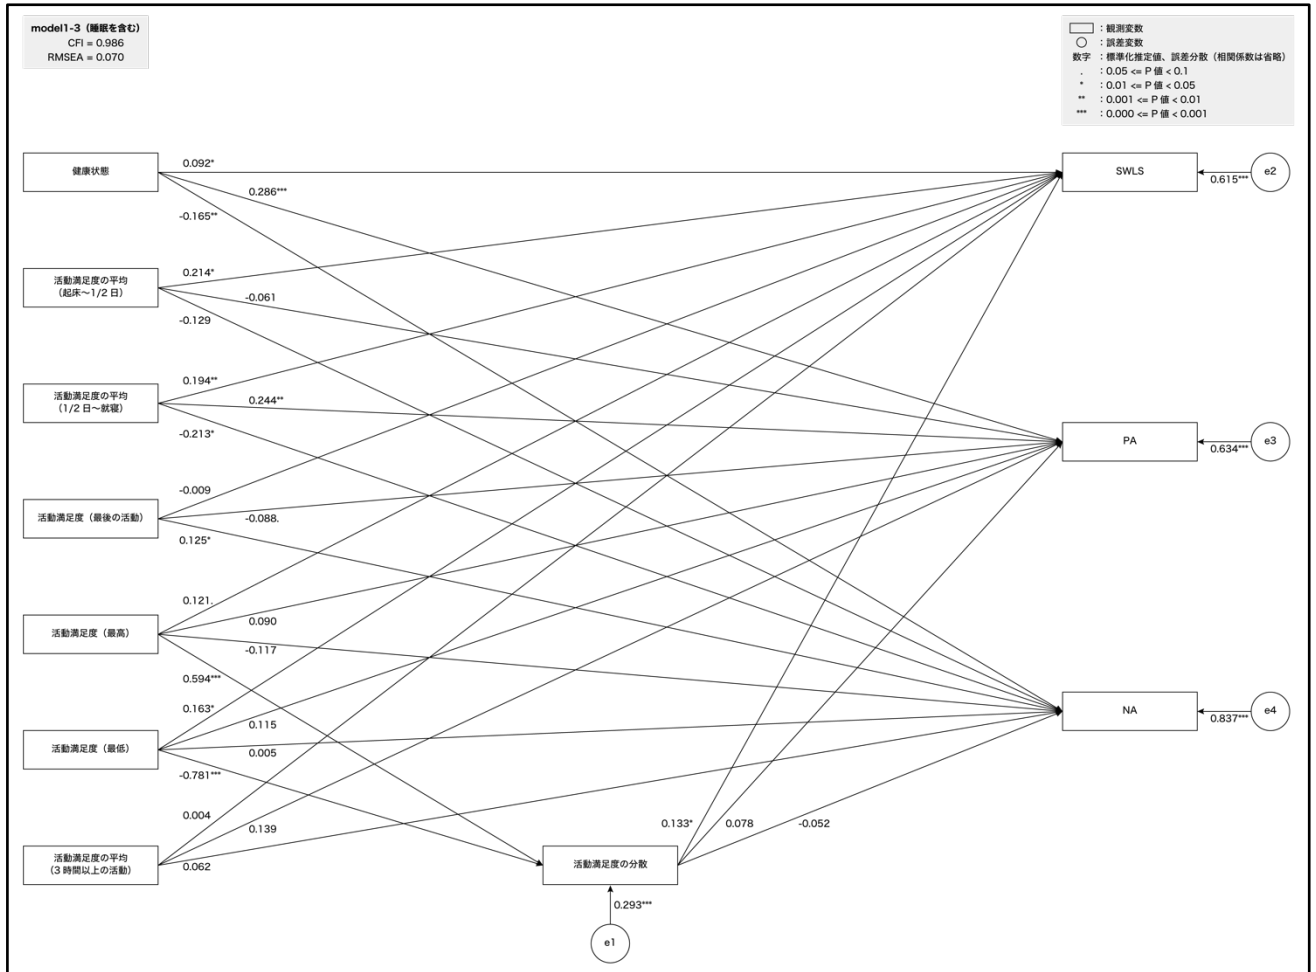 model1-3（睡眠を含む）
CFI = 0.986
RMSEA = 0.070
：観測変数
：誤差変数
数字 ：標準化推定値、誤差分散（相関係数は省略）
. ：0.05 <= P 値 < 0.1
* ：0.01 <= P 値 < 0.05
** ：0.001 <= P 値 < 0.01
*** ：0.000 <= P 値 < 0.001
健康状態
0.092*
0.286***
-0.165**
SWLS
0.615***
e2
活動満足度の平均
（起床〜1/2 日）
0.214*
-0.061
-0.129
活動満足度の平均
（1/2 日〜就寝）
0.194**
0.244**
-0.213*
PA
0.634***
e3
活動満足度（最後の活動）
-0.009
-0.088.
0.125*
活動満足度（最高）
0.121.
0.090
-0.117
0.594***
活動満足度（最低）
0.163*
0.115
0.005
-0.781***
NA
0.837***
e4
活動満足度の平均
（3 時間以上の活動）
0.004
0.139
0.062
活動満足度の分散
0.133*
0.078
-0.052
0.293***
e1